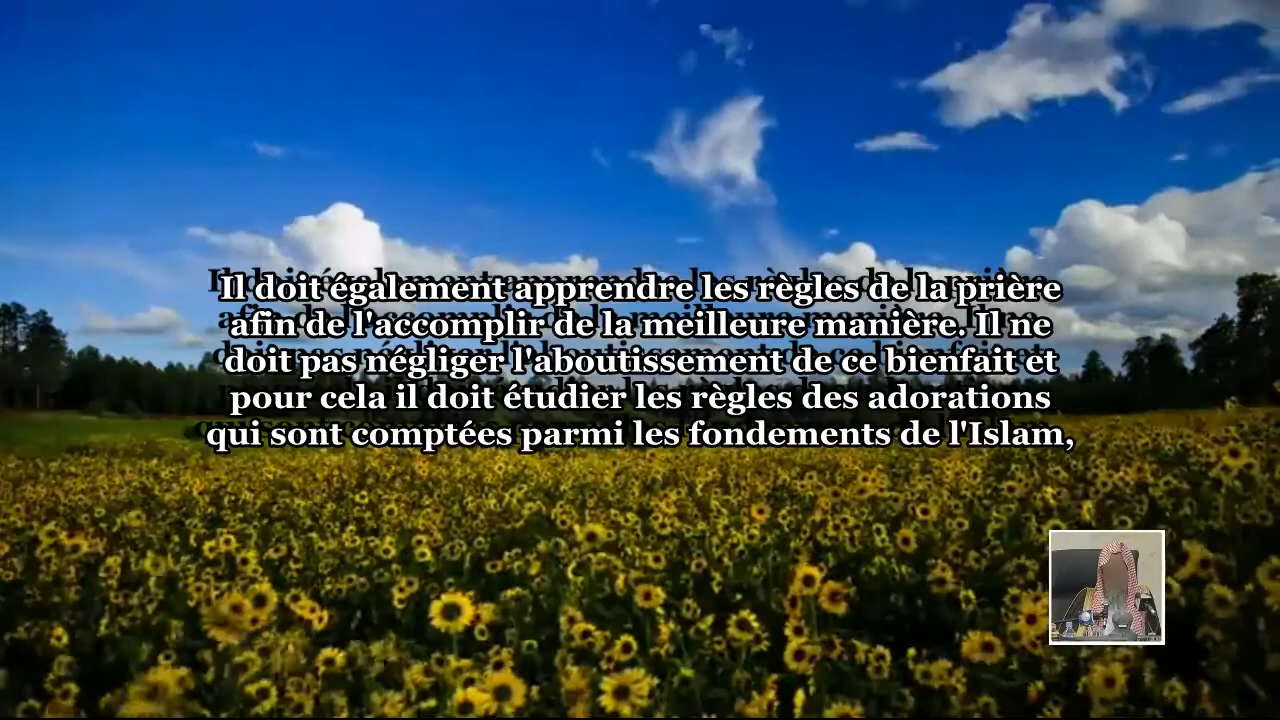 Il doit également apprendre les règles de la prière
afin de l'accomplir de la meilleure manière. Il ne
doit pas négliger l'aboutissement de ce bienfait et
pour cela il doit étudier les règles des adorations
qui sont comptées parmi les fondements de l'Islam,